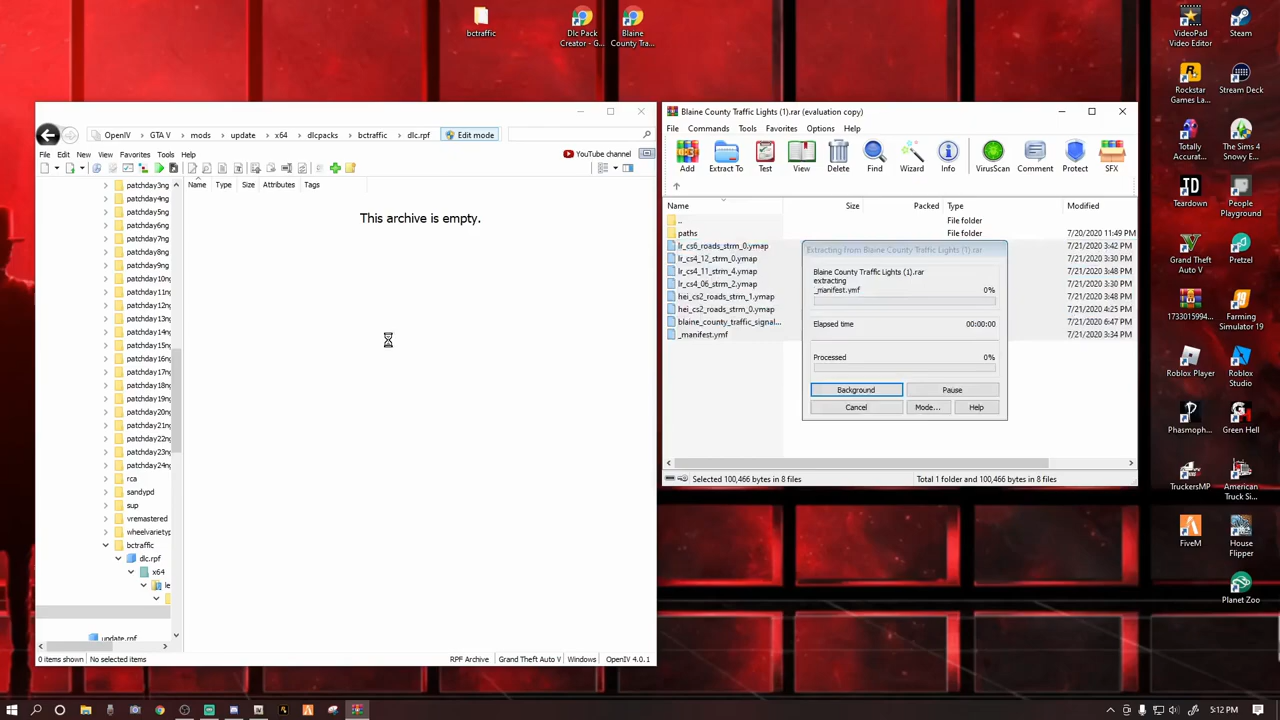 bctraffic
Dlc Pack
Creator - G...
Blaine
County Tra...
VideoPad
Video Editor
Steam
Rockstar
Games La...
Stream Deck
Totally
Accurat...
The Sims 4
Snowy E...
Teardown
People
Playground
Grand Theft
Auto V
Pretzel
1733015994...
Farming
Simulator 19
Roblox Player
Roblox
Studio
Phasmoph...
Green Hell
TruckersMP
American
Truck Si...
FiveM
House
Flipper
Planet Zoo
OpenIV GTA V mods update x64 dlcpacks bctraffic dlc.rpf Edit mode
File Edit New View Favorites Tools Help YouTube channel
Name Type Size Attributes Tags
This archive is empty.
patchday3ng
patchday4ng
patchday5ng
patchday6ng
patchday7ng
patchday8ng
patchday9ng
patchday10ng
patchday11ng
patchday12ng
patchday13ng
patchday14ng
patchday15ng
patchday16ng
patchday17ng
patchday18ng
patchday19ng
patchday20ng
patchday21ng
patchday22ng
patchday23ng
patchday24ng
rca
sandypd
sup
vremastered
wheelvarietyp
bctraffic
dlc.rpf
x64
le
update.rpf
0 items shown No selected items RPF Archive Grand Theft Auto V Windows OpenIV 4.0.1
Blaine County Traffic Lights (1).rar (evaluation copy)
File Commands Tools Favorites Options Help
Add Extract To Test View Delete Find Wizard Info VirusScan Comment Protect SFX
Name Size Packed Type Modified
.. File folder
paths File folder 7/20/2020 11:49 PM
lr_cs6_roads_strm_0.ymap 7/21/2020 3:42 PM
lr_cs4_12_strm_0.ymap 7/21/2020 3:30 PM
lr_cs4_11_strm_4.ymap 7/21/2020 3:48 PM
lr_cs4_06_strm_2.ymap 7/21/2020 3:30 PM
hei_cs2_roads_strm_1.ymap 7/21/2020 3:48 PM
hei_cs2_roads_strm_0.ymap 7/21/2020 4:25 PM
blaine_county_traffic_signal... 7/21/2020 6:47 PM
_manifest.ymf 7/21/2020 3:34 PM
Extracting from Blaine County Traffic Lights (1).rar
Blaine County Traffic Lights (1).rar
extracting
_manifest.ymf 0%
Elapsed time 00:00:00
Processed 0%
Background Pause
Cancel Mode... Help
Selected 100,466 bytes in 8 files Total 1 folder and 100,466 bytes in 8 files
5:12 PM